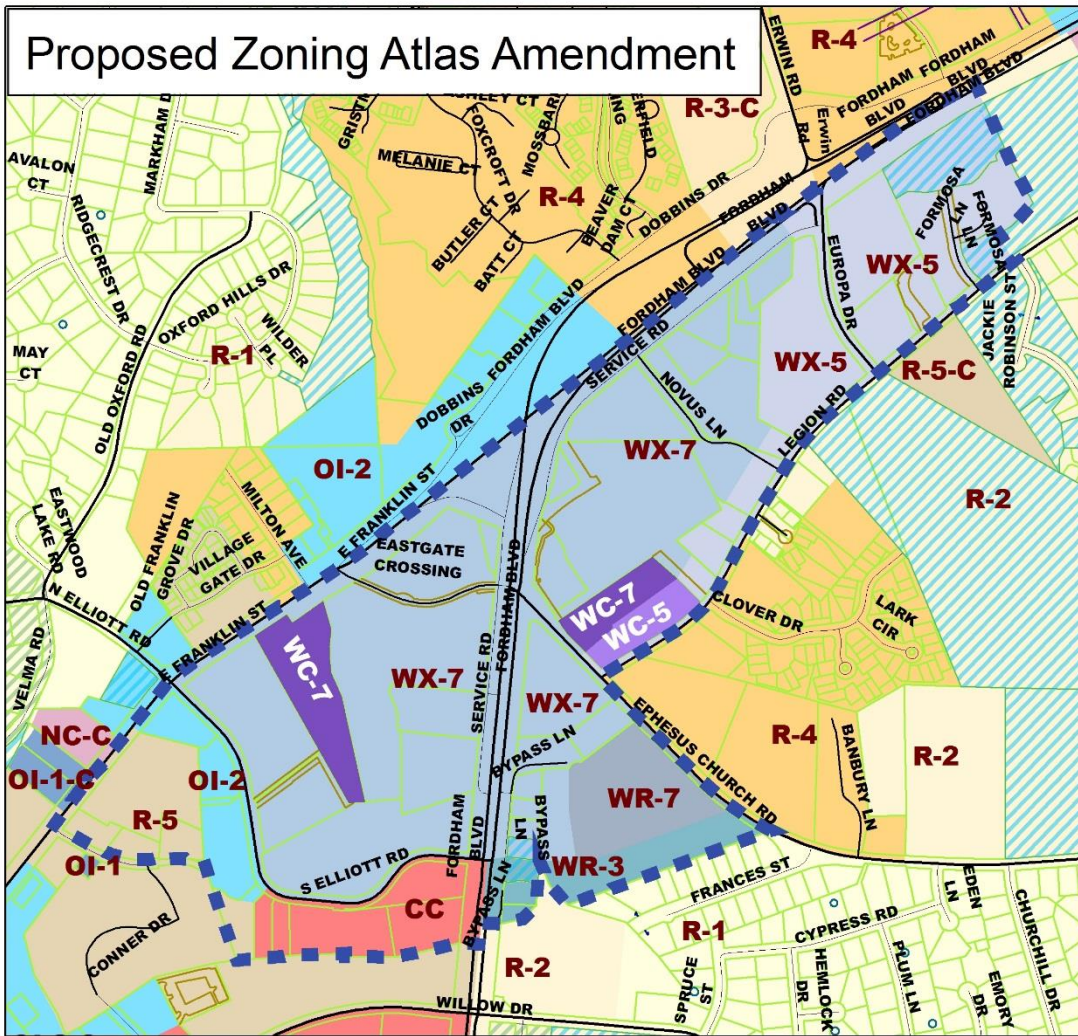 Proposed Zoning Atlas Amendment
ERWIN RD
R-4
FORDHAM
FORDHAM
BLVD
BLVD
FORDHAM BLVD
MARKHAM D
GRISTM
ASHLEY CT
MOSSBAR
ING
ERFIELD
R-3-C
Erwin
Rd
AVALON
CT
MELANIE CT
FOXCROFT DR
R-4
DOBBINS DR
FORDHAM
BLVD
FORMOSA
LN
FORMOSA
LN
RIDGECREST DR
BUTLER CT
BATT CT
BEAVER
DAM CT
EUROPA DR
WX-5
JACKIE
ROBINSON ST
OXFORD HILLS DR
WILDER
PL
DOBBINS
DR
FORDHAM BLVD
FORDHAM BLVD
SERVICE RD
MAY
CT
R-1
OLD OXFORD RD
WX-5
R-5-C
NOVUS LN
LEGION RD
WX-7
OI-2
R-2
E FRANKLIN ST
EASTWOOD
LAKE RD
OLD FRANKLIN
GROVE DR
MILTON AVE
VILLAGE
GATE DR
EASTGATE
CROSSING
N ELLIOTT RD
E FRANKLIN ST
SERVICE RD
FORDHAM BLVD
WC-7
WC-5
CLOVER DR
LARK
CIR
VELMA RD
WC-7
WX-7
WX-7
EPHESUS CHURCH RD
NC-C
OI-1-C
OI-2
R-5
BYPASS LN
R-4
BANBURY LN
R-2
WR-7
BYPASS
LN
FORDHAM
BLVD
OI-1
S ELLIOTT RD
WR-3
FRANCES ST
CC
BYPASS LN
CONNER DR
R-2
R-1
CYPRESS RD
EDEN
LN
CHURCHILL DR
SPRUCE
ST
HEMLOCK
DR
PLUM LN
EMORY
DR
WILLOW DR